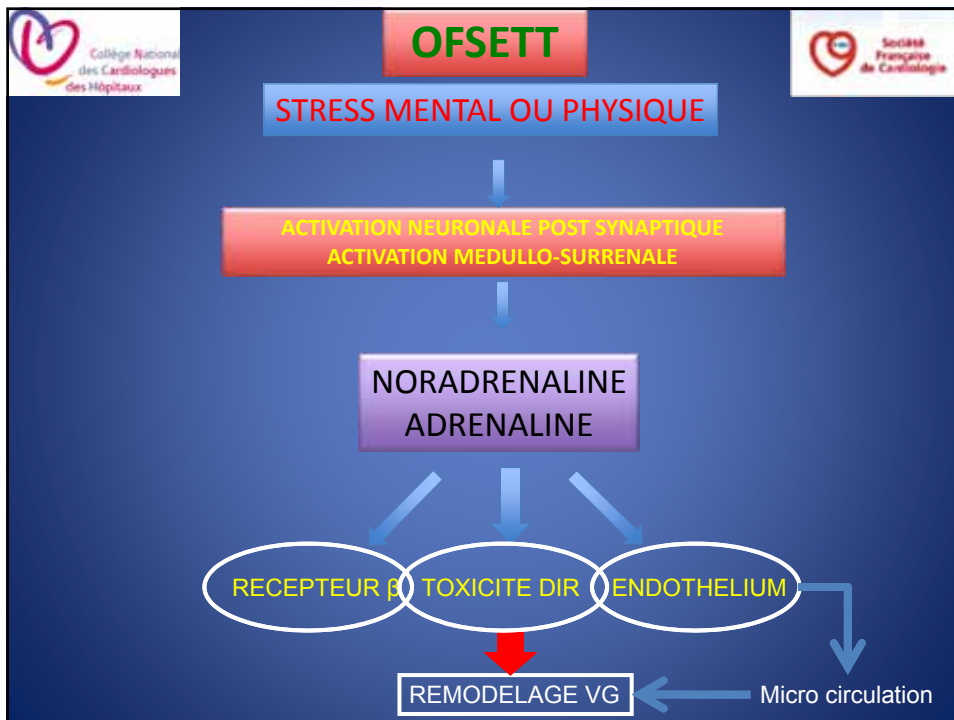 Collège National
des Cardiologues
des Hôpitaux
OFSETT
Société
Française
de Cardiologie
STRESS MENTAL OU PHYSIQUE
ACTIVATION NEURONALE POST SYNAPTIQUE
ACTIVATION MEDULLO-SURRENALE
NORADRENALINE
ADRENALINE
RECEPTEUR β
TOXICITE DIR
ENDOTHELIUM
REMODELAGE VG
Micro circulation